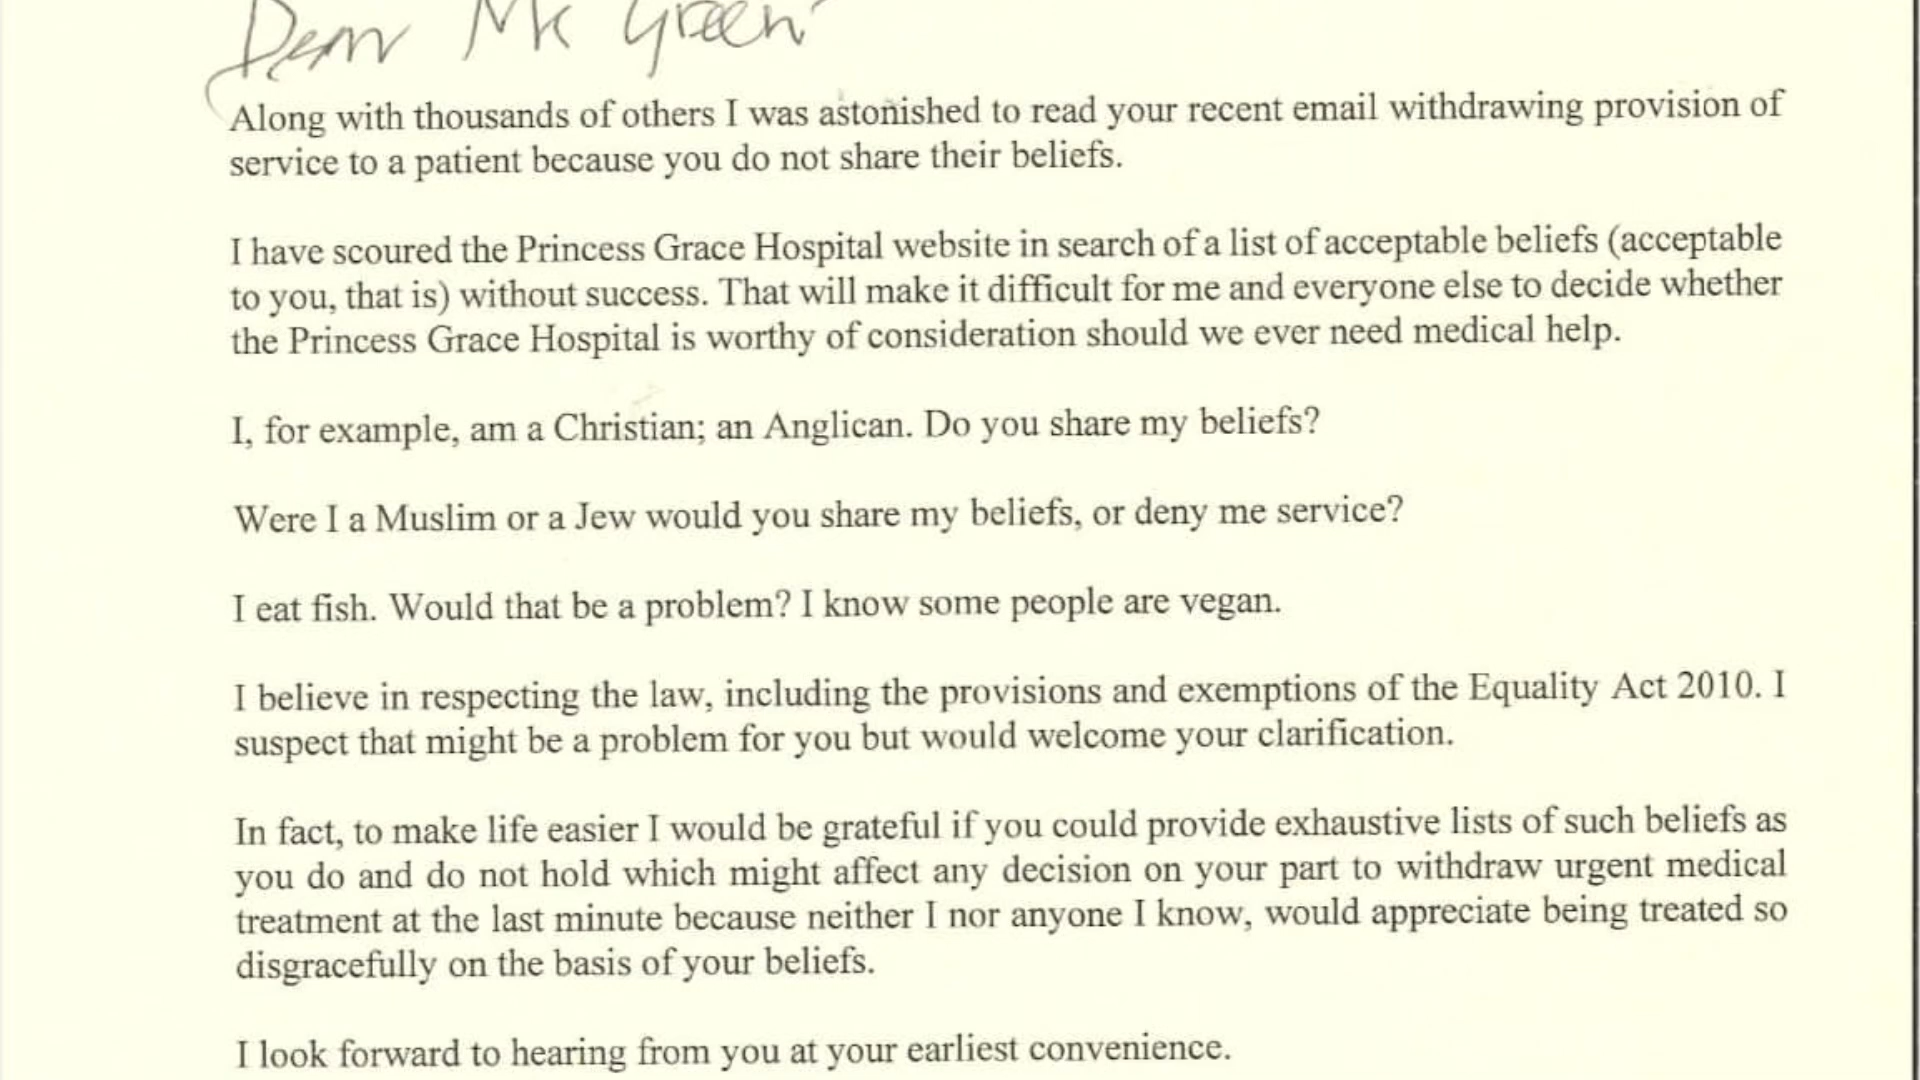 Dear Mr Green
Along with thousands of others I was astonished to read your recent email withdrawing provision of
service to a patient because you do not share their beliefs.
I have scoured the Princess Grace Hospital website in search of a list of acceptable beliefs (acceptable
to you, that is) without success. That will make it difficult for me and everyone else to decide whether
the Princess Grace Hospital is worthy of consideration should we ever need medical help.
I, for example, am a Christian; an Anglican. Do you share my beliefs?
Were I a Muslim or a Jew would you share my beliefs, or deny me service?
I eat fish. Would that be a problem? I know some people are vegan.
I believe in respecting the law, including the provisions and exemptions of the Equality Act 2010. I
suspect that might be a problem for you but would welcome your clarification.
In fact, to make life easier I would be grateful if you could provide exhaustive lists of such beliefs as
you do and do not hold which might affect any decision on your part to withdraw urgent medical
treatment at the last minute because neither I nor anyone I know, would appreciate being treated so
disgracefully on the basis of your beliefs.
I look forward to hearing from you at your earliest convenience.